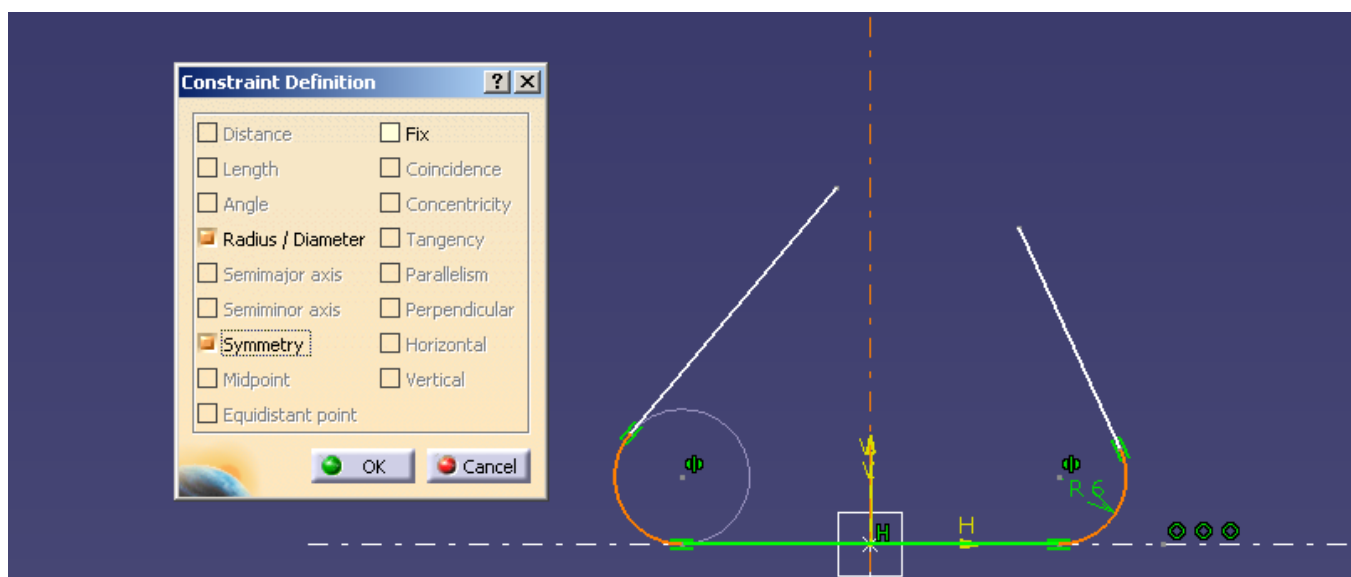 Constraint Definition
Distance
Fix
Length
Coincidence
Angle
Concentricity
Radius / Diameter
Tangency
Semimajor axis
Parallelism
Semiminor axis
Perpendicular
Symmetry
Horizontal
Midpoint
Vertical
Equidistant point
OK
Cancel
R 6
V
H
H